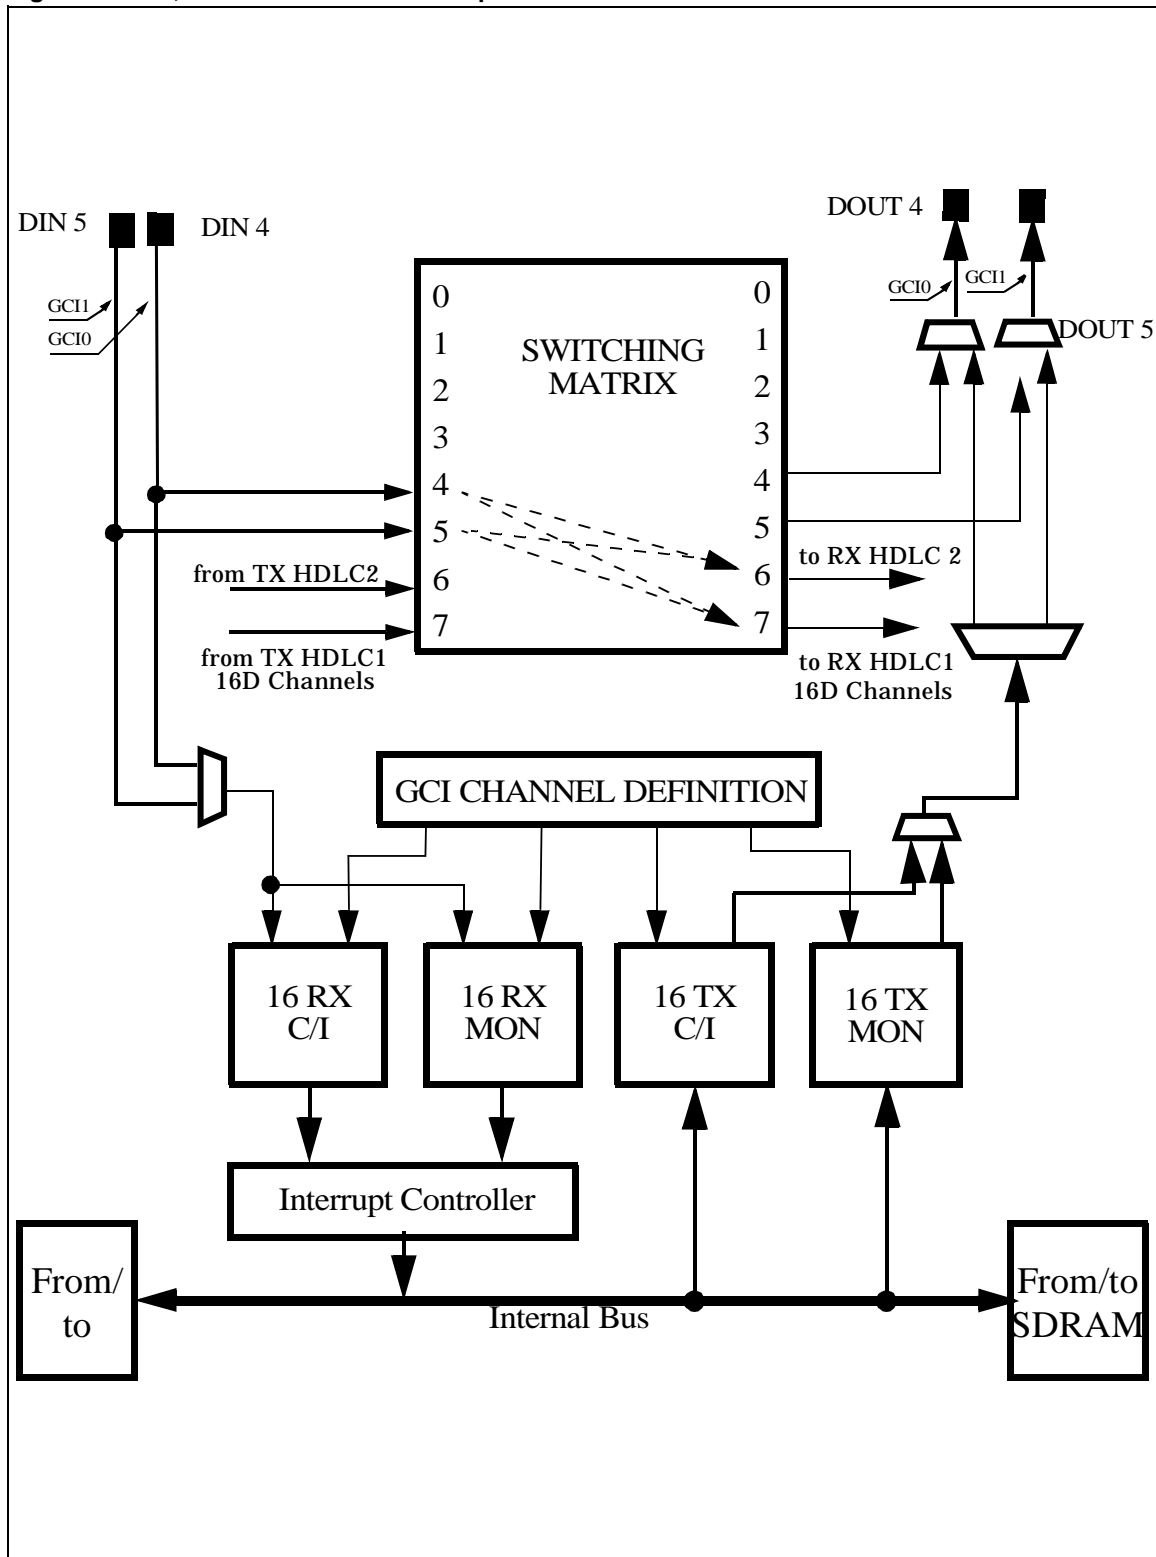 DIN 5
DIN 4
DOUT 4
GCI1
GCI0
GCI0
GCI1
DOUT 5
SWITCHING
MATRIX
0
1
2
3
4
5
6
7
0
1
2
3
4
5
6
7
from TX HDLC2
from TX HDLC1
16D Channels
to RX HDLC 2
to RX HDLC1
16D Channels
GCI CHANNEL DEFINITION
16 RX
C/I
16 RX
MON
16 TX
C/I
16 TX
MON
Interrupt Controller
From/
to
Internal Bus
From/to
SDRAM